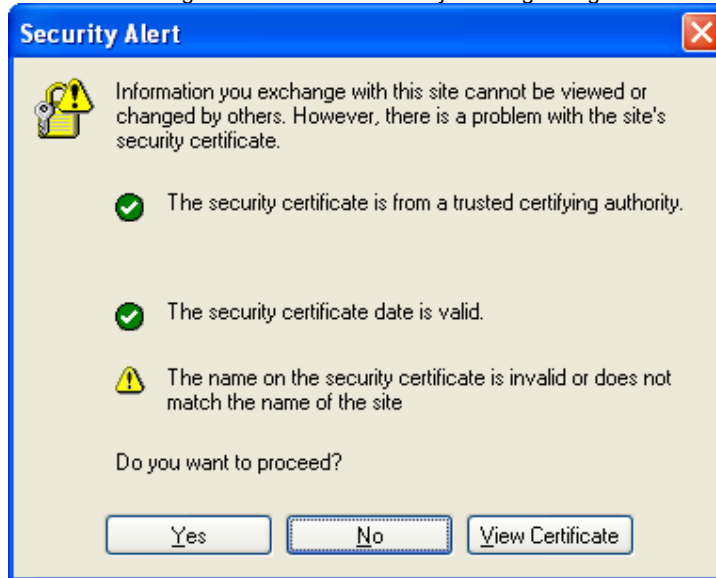 Security Alert
Information you exchange with this site cannot be viewed or
changed by others. However, there is a problem with the site's
security certificate.
The security certificate is from a trusted certifying authority.
The security certificate date is valid.
The name on the security certificate is invalid or does not
match the name of the site
Do you want to proceed?
Yes
No
View Certificate